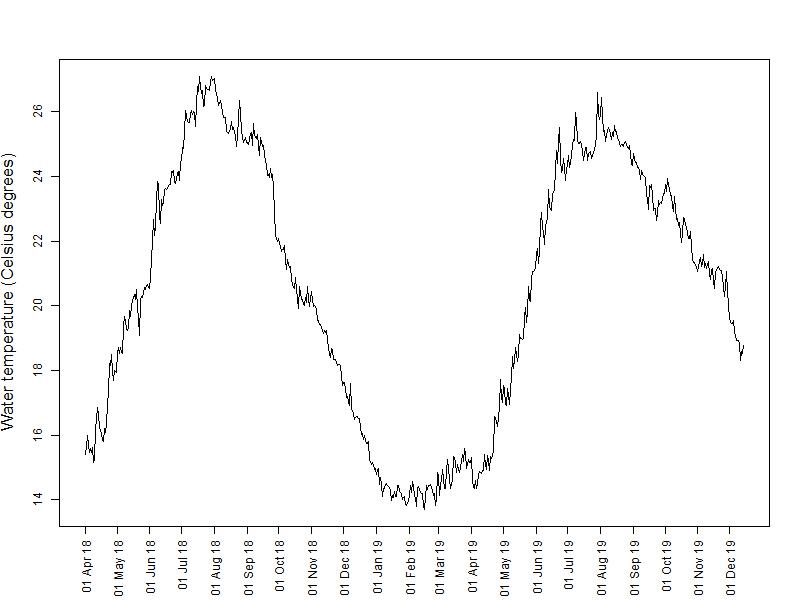 Water temperature (Celsius degrees)
26
24
22
20
18
16
14
01 Apr 18
01 May 18
01 Jun 18
01 Jul 18
01 Aug 18
01 Sep 18
01 Oct 18
01 Nov 18
01 Dec 18
01 Jan 19
01 Feb 19
01 Mar 19
01 Apr 19
01 May 19
01 Jun 19
01 Jul 19
01 Aug 19
01 Sep 19
01 Oct 19
01 Nov 19
01 Dec 19